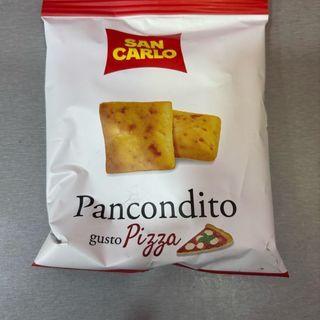 SAN
CARLO
Pancondito
gusto Pizza